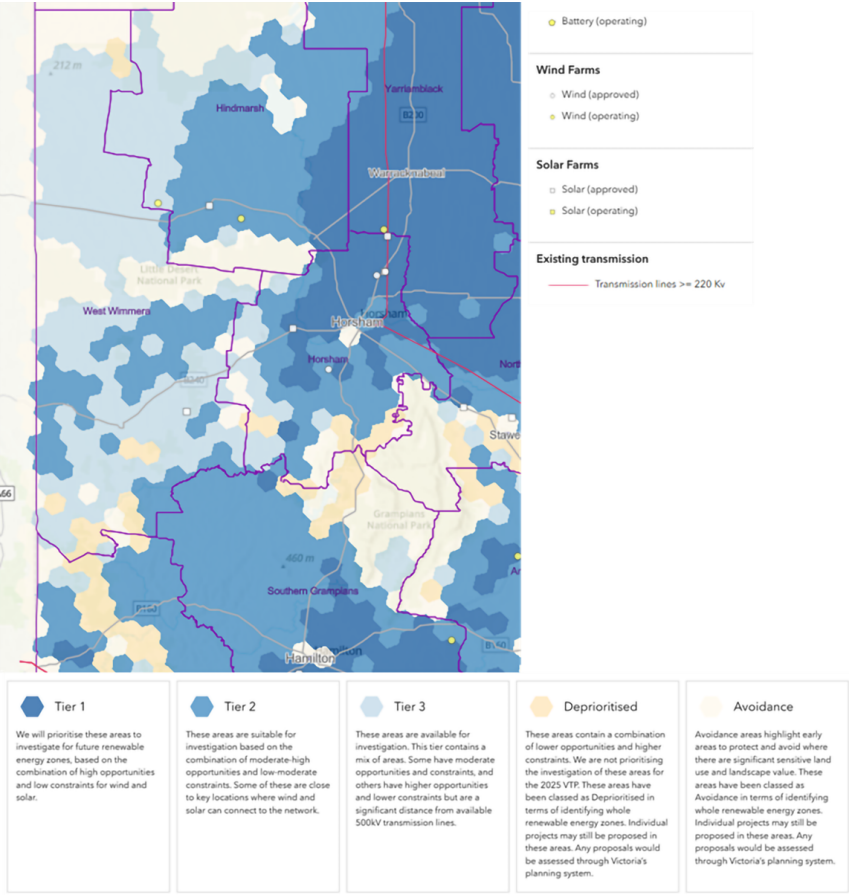 212 m
Hindmarsh
Yarriambiack
B200
Warracknabeal
Little Desert
National Park
West Wimmera
Horsham
Horsham
Horsham
B240
North
Stawe
A66
Grampians
National Park
460 m
Ar
Southern Grampians
B160
B160
Hamilton
milton
Battery (operating)
Wind Farms
Wind (approved)
Wind (operating)
Solar Farms
Solar (approved)
Solar (operating)
Existing transmission
Transmission lines >= 220 Kv
Tier 1
We will prioritise these areas to
investigate for future renewable
energy zones, based on the
combination of high opportunities
and low constraints for wind and
solar.
Tier 2
These areas are suitable for
investigation based on the
combination of moderate-high
opportunities and low-moderate
constraints. Some of these are close
to key locations where wind and
solar can connect to the network.
Tier 3
These areas are available for
investigation. This tier contains a
mix of areas. Some have moderate
opportunities and constraints, and
others have higher opportunities
and lower constraints but are a
significant distance from available
500kV transmission lines.
Deprioritised
These areas contain a combination
of lower opportunities and higher
constraints. We are not prioritising
the investigation of these areas for
the 2025 VTP. These areas have
been classed as Deprioritised in
terms of identifying whole
renewable energy zones. Individual
projects may still be proposed in
these areas. Any proposals would
be assessed through Victoria's
planning system.
Avoidance
Avoidance areas highlight early
areas to protect and avoid where
there are significant sensitive land
use and landscape value. These
areas have been classed as
Avoidance in terms of identifying
whole renewable energy zones.
Individual projects may still be
proposed in these areas. Any
proposals would be assessed
through Victoria's planning system.